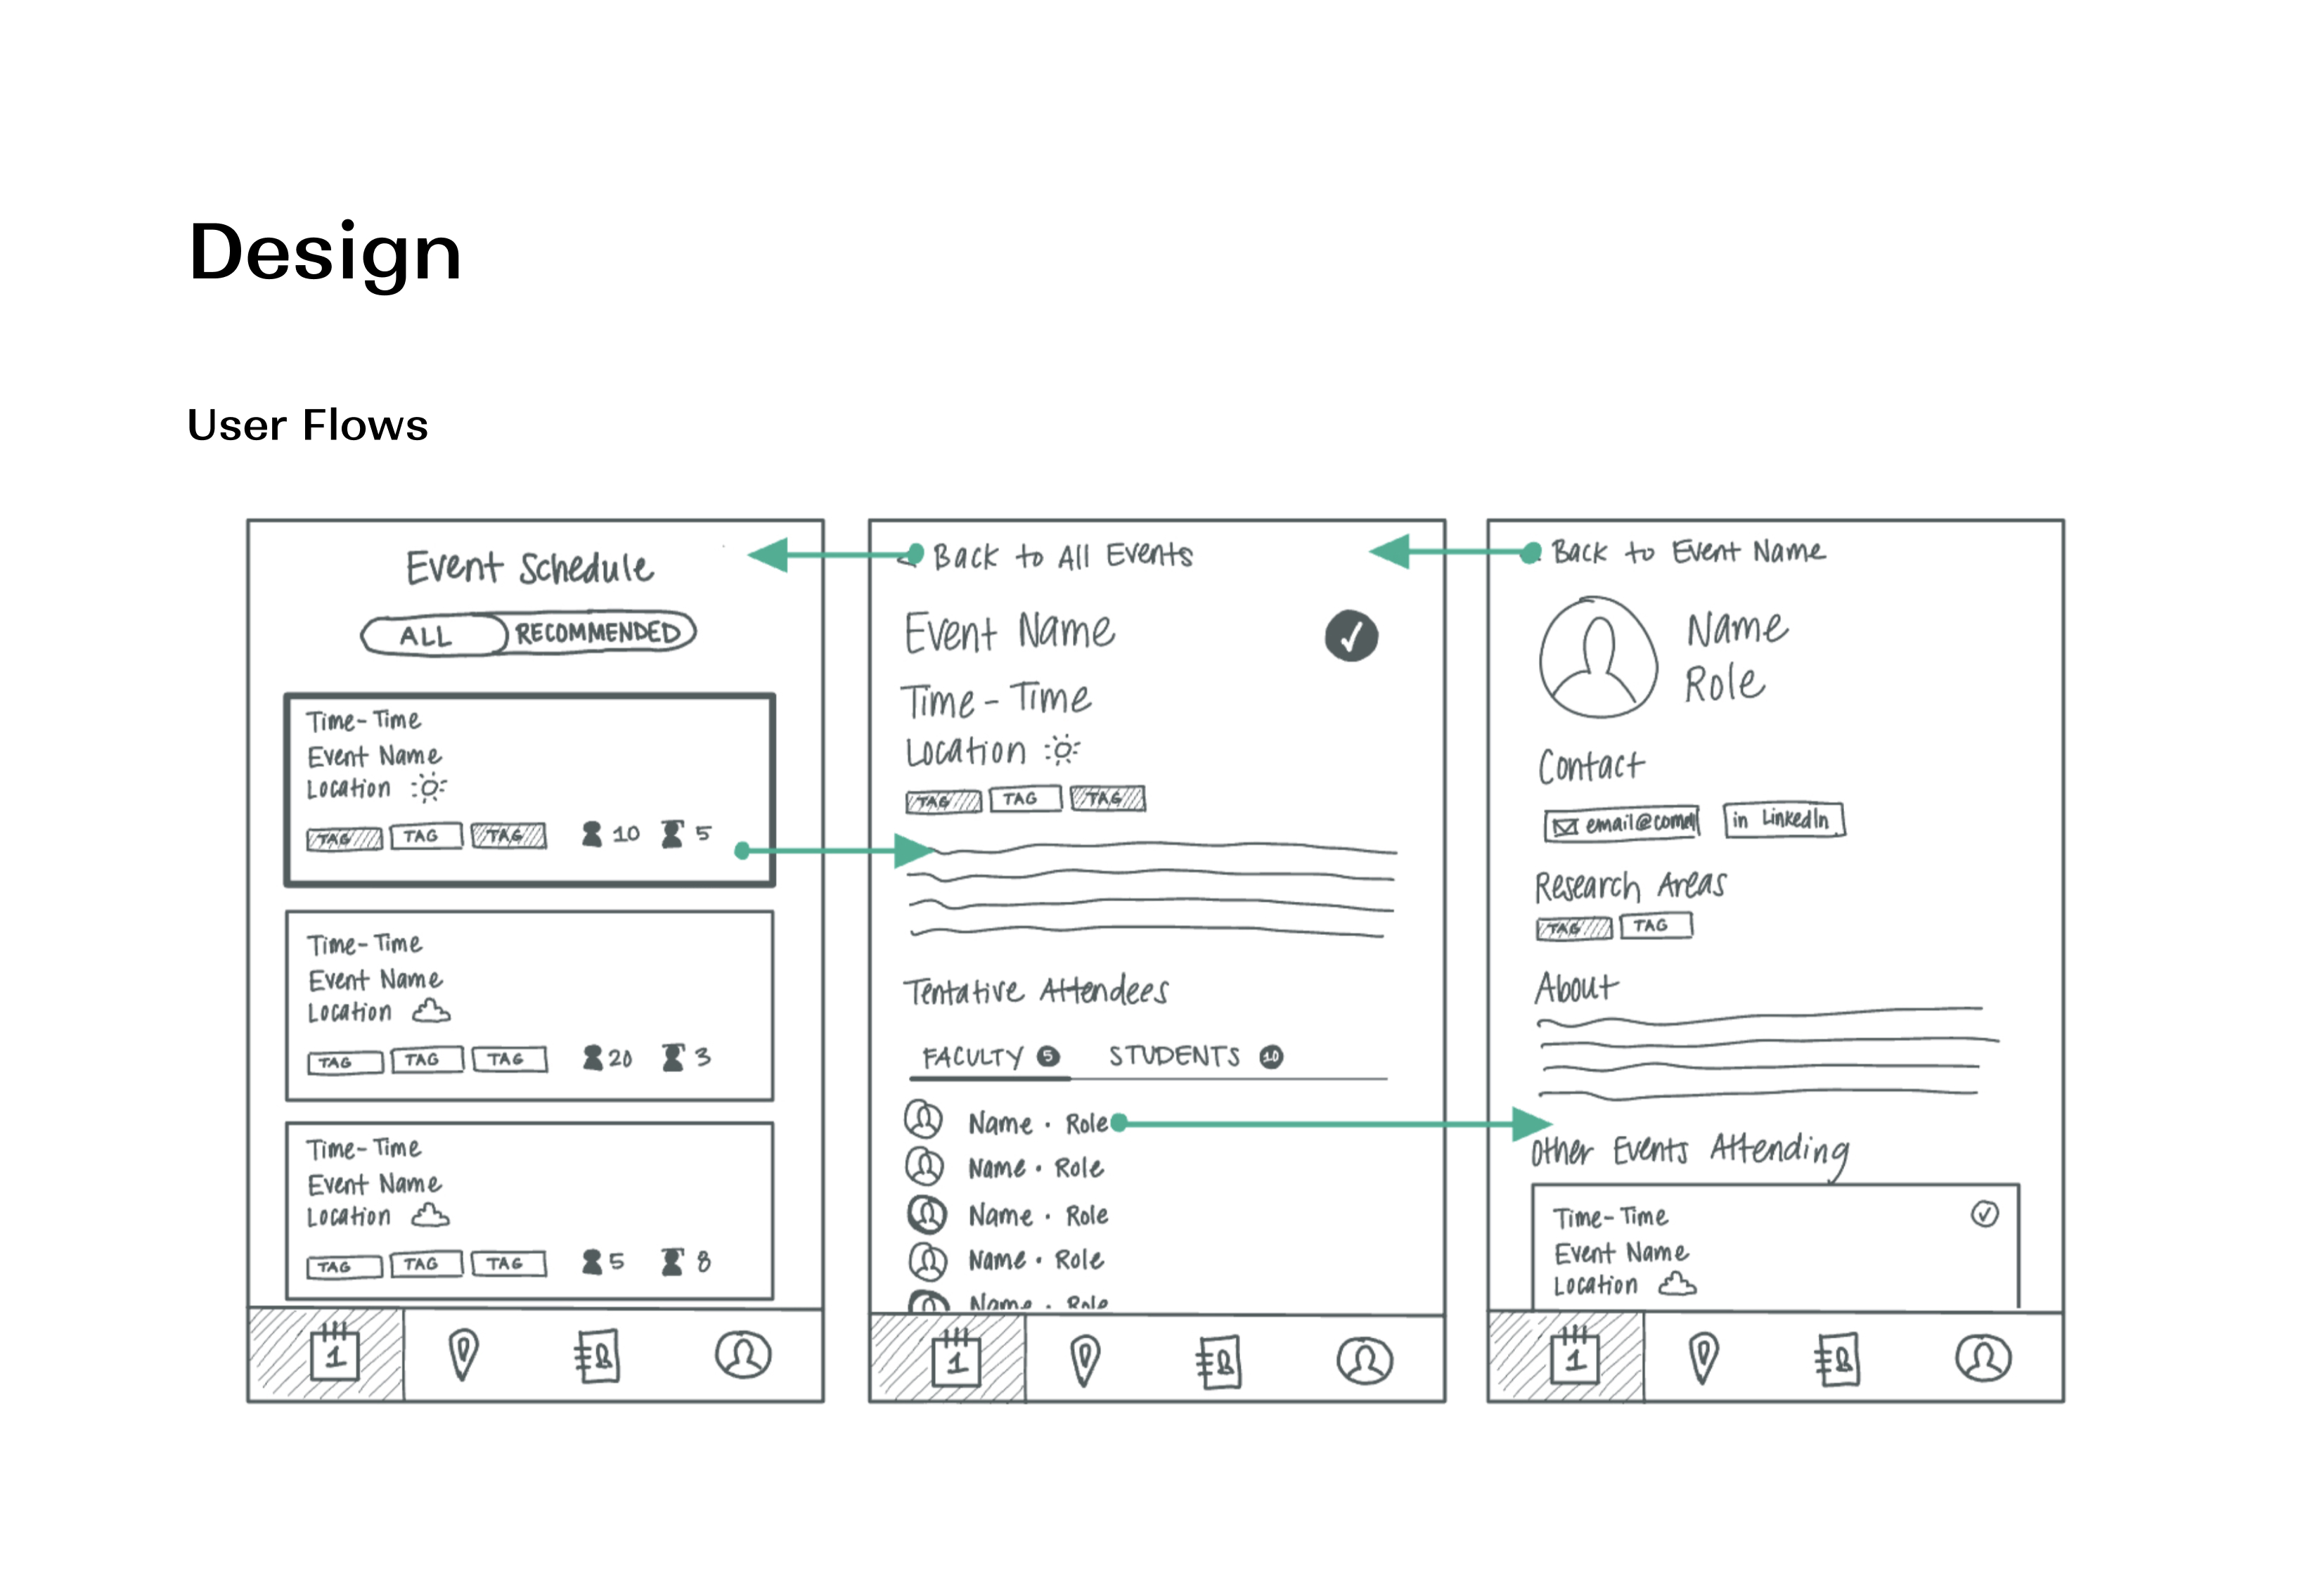 Design
User Flows
Event Schedule
ALL RECOMMENDED
Time-Time
Event Name
Location
TAG TAG TAG 10 5
Time-Time
Event Name
Location
TAG TAG TAG 20 3
Time-Time
Event Name
Location
TAG TAG TAG 5 8
1
< Back to All Events
Event Name
Time - Time
Location
TAG TAG TAG
Tentative Attendees
FACULTY 5 STUDENTS 10
Name · Role
Name · Role
Name · Role
Name · Role
Name · Role
1
Back to Event Name
Name
Role
Contact
in LinkedIn
Research Areas
TAG TAG
About
Other Events Attending
Time-Time
Event Name
Location
1